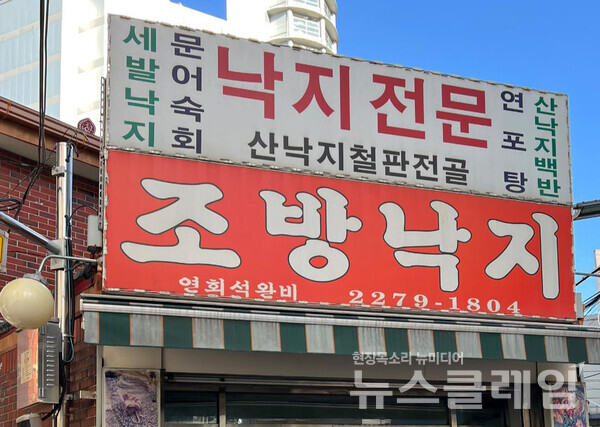 세발낙지
문어숙회
낙지전문
연포탕
산낙지백반
산낙지철판전골
조방낙지
연회석완비 2279-1804
현장목소리 뉴미디어
뉴스클레임